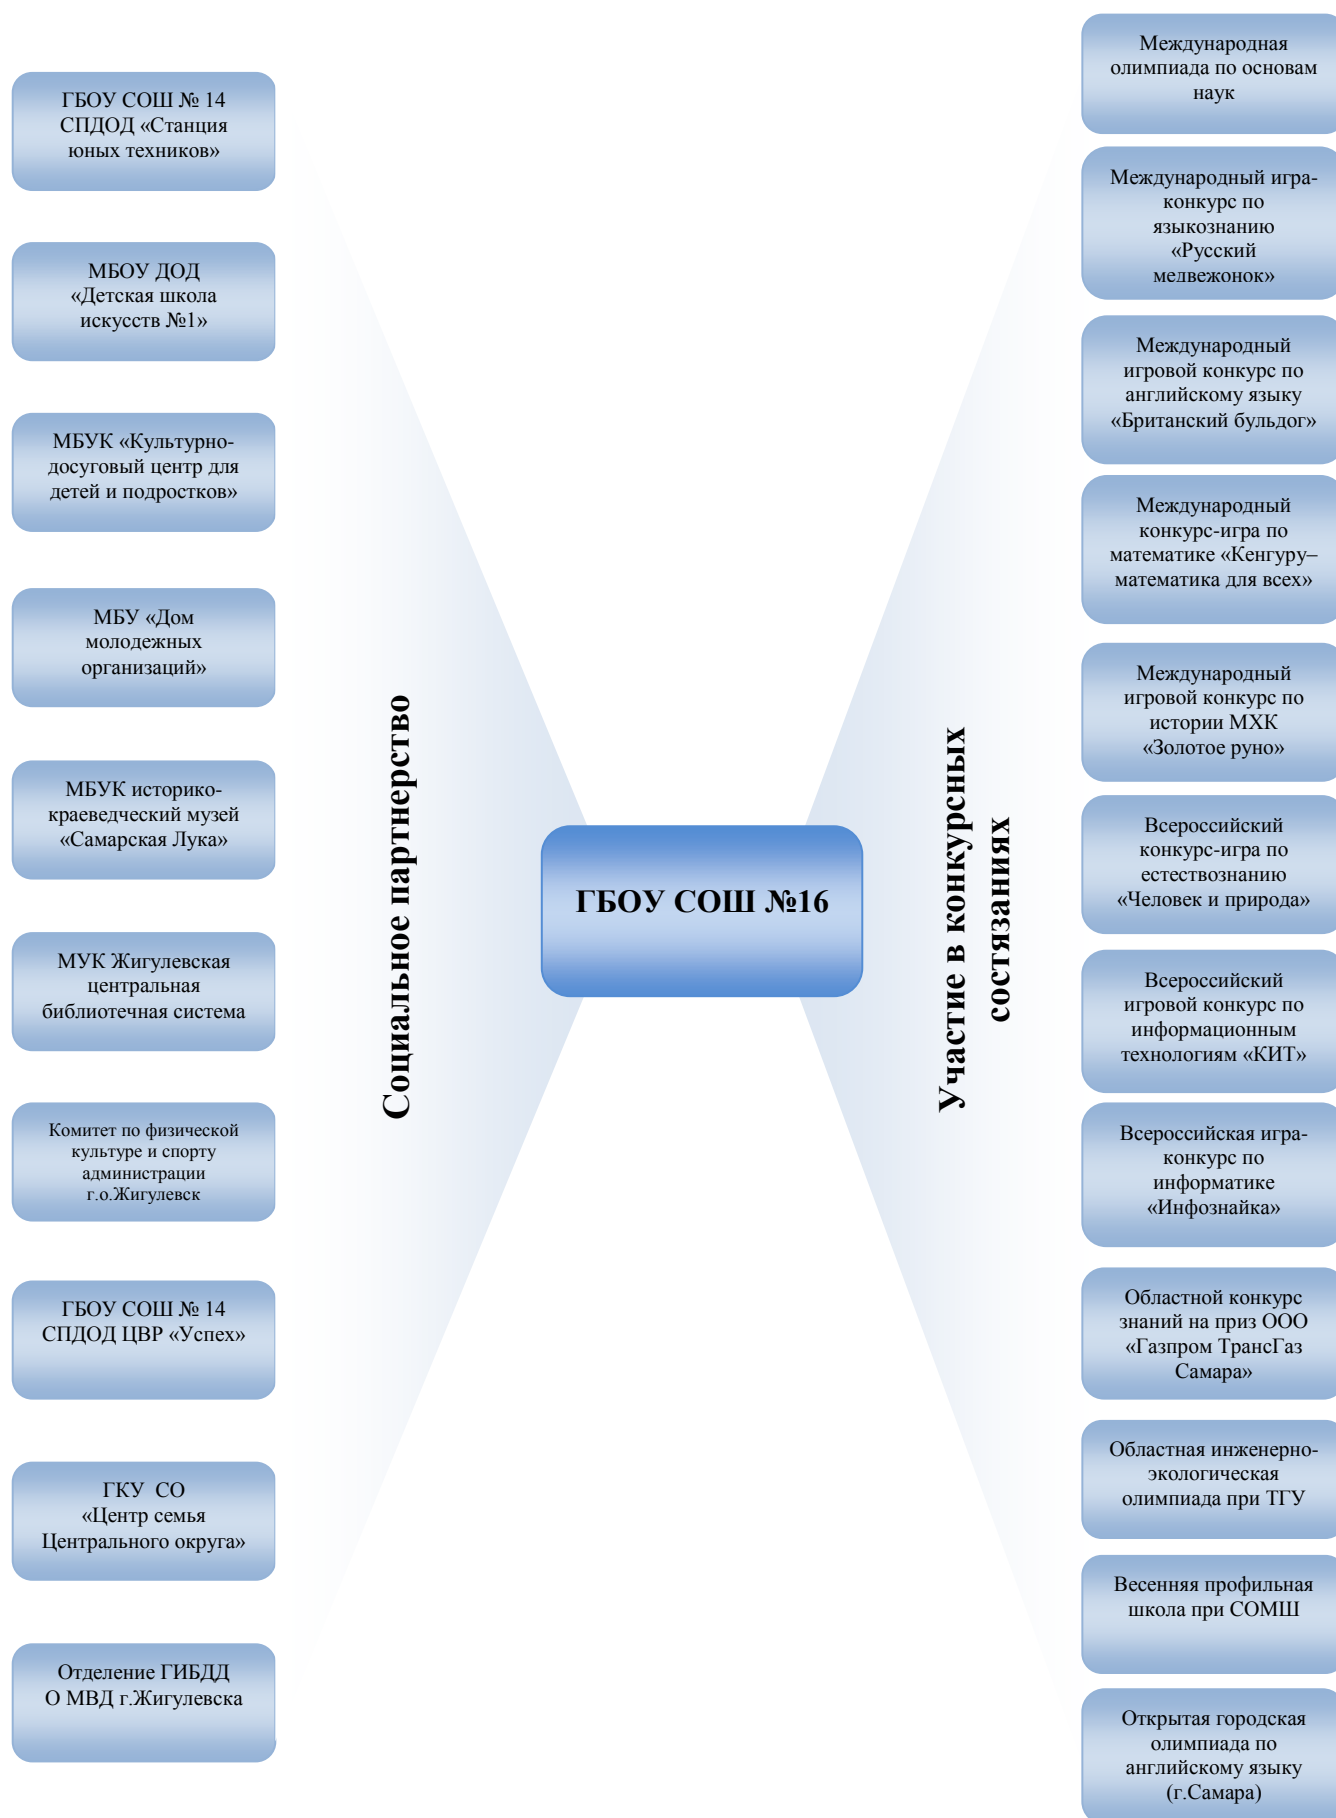 ГБОУ СОШ № 14
СПДОД «Станция
юных техников»
МБОУ ДОД
«Детская школа
искусств №1»
МБУК «Культурно-
досуговый центр для
детей и подростков»
МБУ «Дом
молодежных
организаций»
МБУК историко-
краеведческий музей
«Самарская Лука»
МУК Жигулевская
центральная
библиотечная система
Комитет по физической
культуре и спорту
администрации
г.о.Жигулевск
ГБОУ СОШ № 14
СПДОД ЦВР «Успех»
ГКУ СО
«Центр семья
Центрального округа»
Отделение ГИБДД
О МВД г.Жигулевска
Социальное партнерство
ГБОУ СОШ №16
Участие в конкурсных
состязаниях
Международная
олимпиада по основам
наук
Международный игра-
конкурс по
языкознанию
«Русский
медвежонок»
Международный
игровой конкурс по
английскому языку
«Британский бульдог»
Международный
конкурс-игра по
математике «Кенгуру–
математика для всех»
Международный
игровой конкурс по
истории МХК
«Золотое руно»
Всероссийский
конкурс-игра по
естествознанию
«Человек и природа»
Всероссийский
игровой конкурс по
информационным
технологиям «КИТ»
Всероссийская игра-
конкурс по
информатике
«Инфознайка»
Областной конкурс
знаний на приз ООО
«Газпром ТрансГаз
Самара»
Областная инженерно-
экологическая
олимпиада при ТГУ
Весенняя профильная
школа при СОМШ
Открытая городская
олимпиада по
английскому языку
(г.Самара)